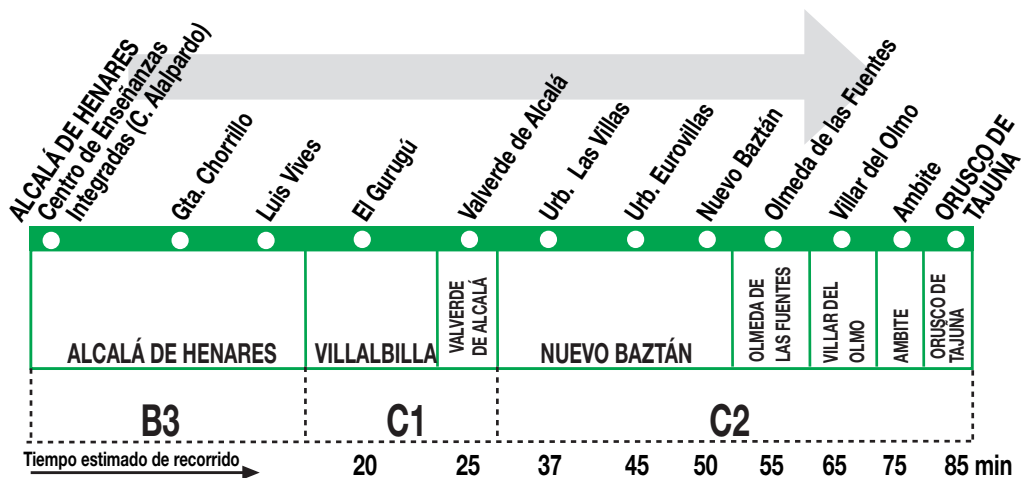 ALCALÁ DE HENARES
Centro de Enseñanzas
Integradas (C. Alalpardo)
Gta. Chorrillo
Luis Vives
El Gurugú
Valverde de Alcalá
Urb. Las Villas
Urb. Eurovillas
Nuevo Baztán
Olmeda de las Fuentes
Villar del Olmo
Ambite
ORUSCO DE
TAJUÑA
ALCALÁ DE HENARES
VILLALBILLA
VALVERDE
DE ALCALÁ
NUEVO BAZTÁN
OLMEDA DE
LAS FUENTES
VILLAR DEL
OLMO
AMBITE
ORUSCO DE
TAJUÑA
B3 C1 C2
Tiempo estimado de recorrido 20 25 37 45 50 55 65 75 85 min